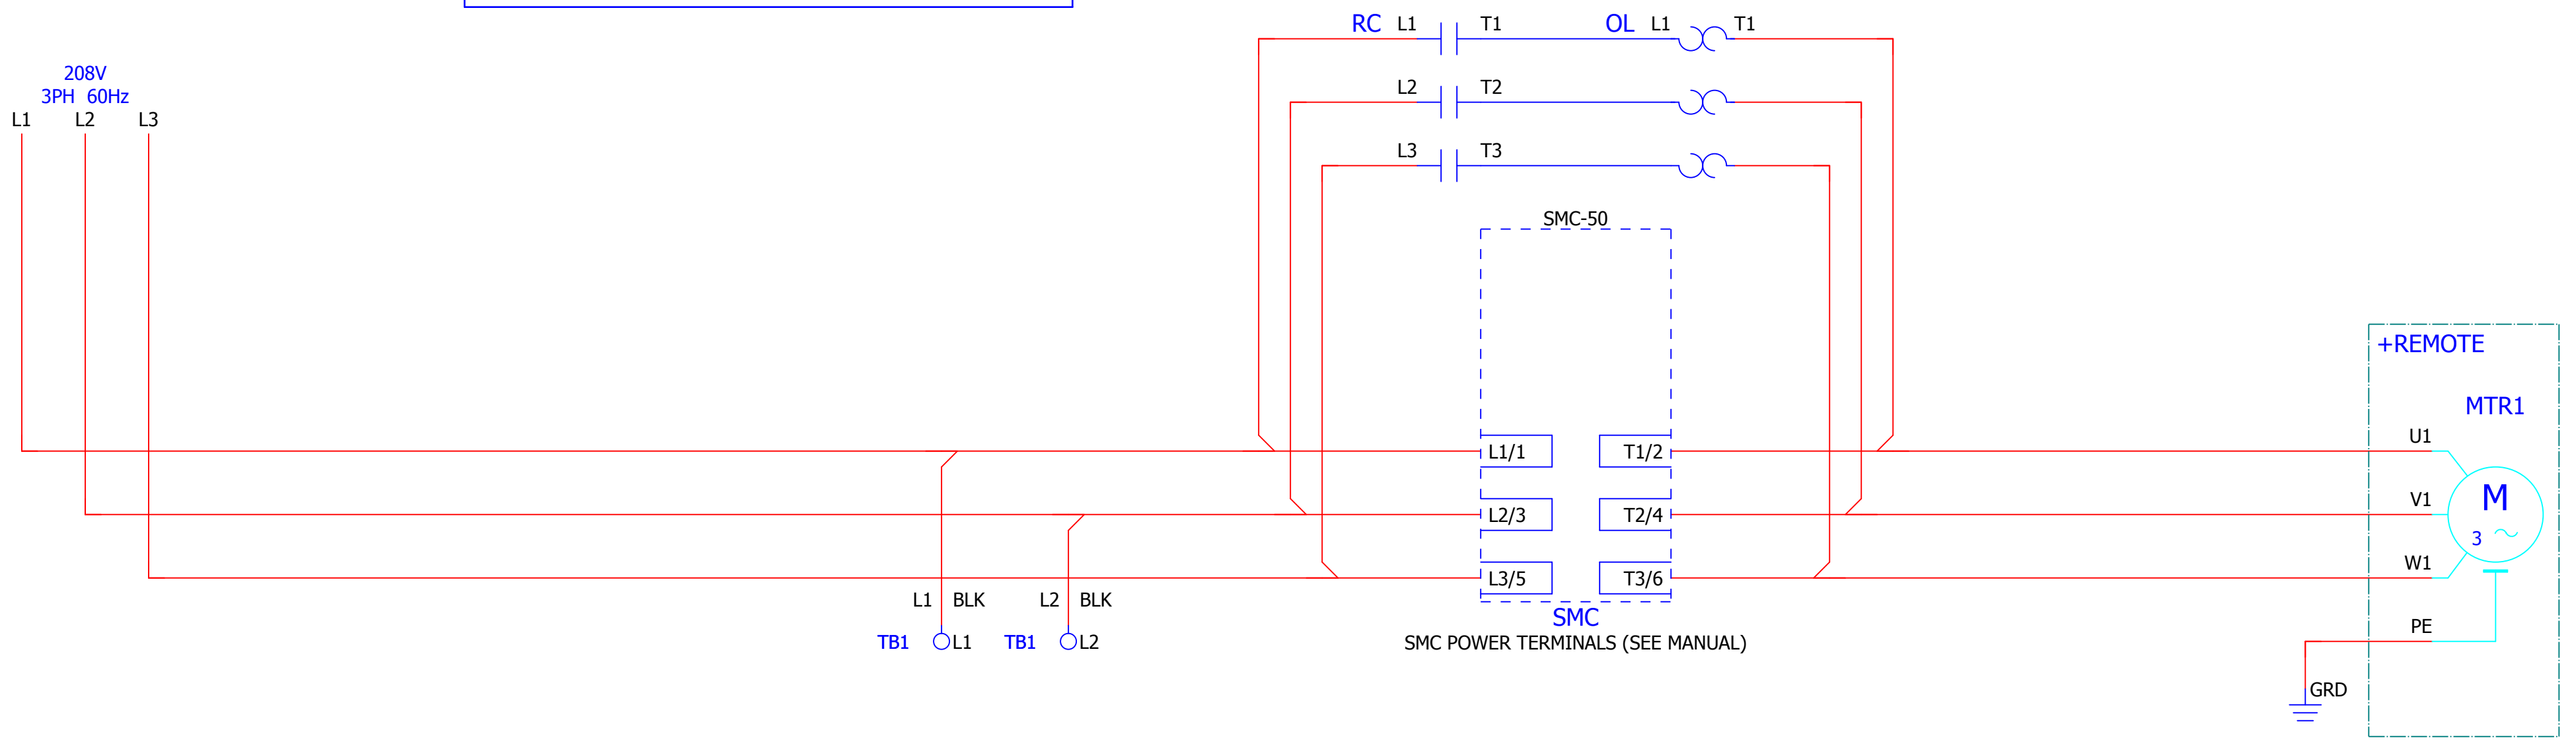 RC L1 T1 OL L1 T1
208V
3PH 60Hz
L1 L2 L3
L2 T2
L3 T3
SMC-50
+REMOTE
MTR1
U1
L1/1 T1/2
V1
M
3
L2/3 T2/4
W1
L3/5 T3/6
L1 BLK L2 BLK
SMC
TB1 L1 TB1 L2
SMC POWER TERMINALS (SEE MANUAL)
PE
GRD